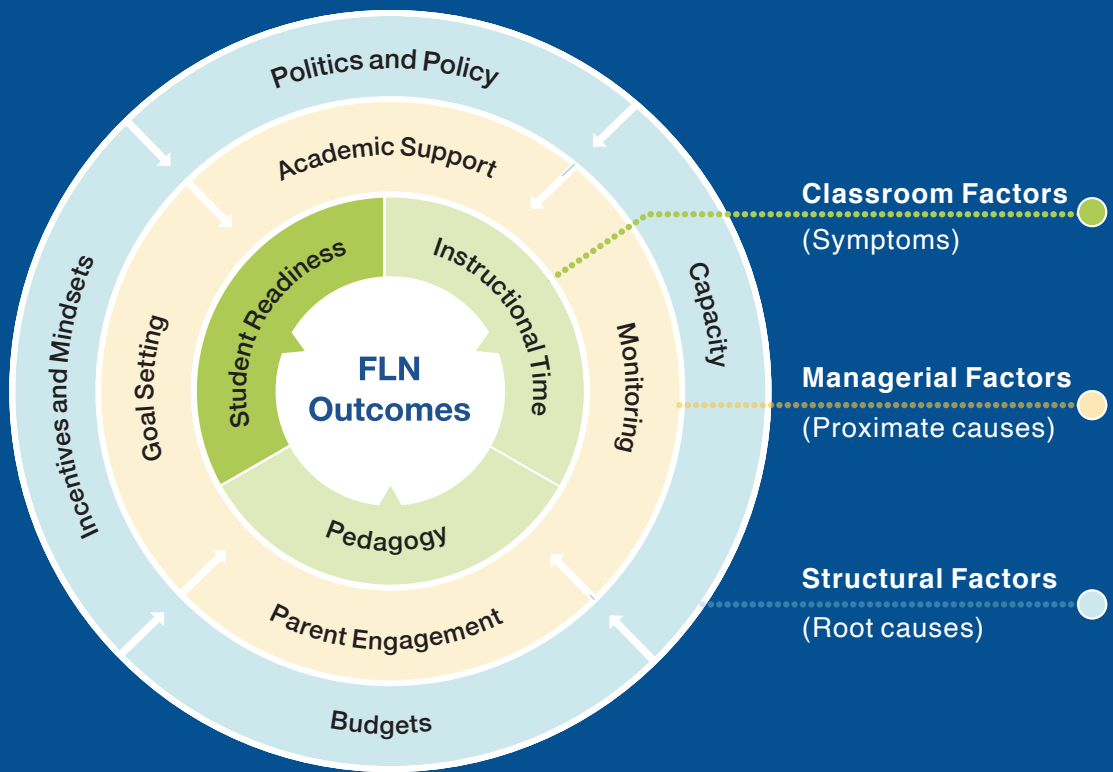 Politics and Policy
Academic Support
Student Readiness
Instructional Time
Pedagogy
FLN
Outcomes
Goal Setting
Monitoring
Parent Engagement
Incentives and Mindsets
Capacity
Budgets
Classroom Factors
(Symptoms)
Managerial Factors
(Proximate causes)
Structural Factors
(Root causes)